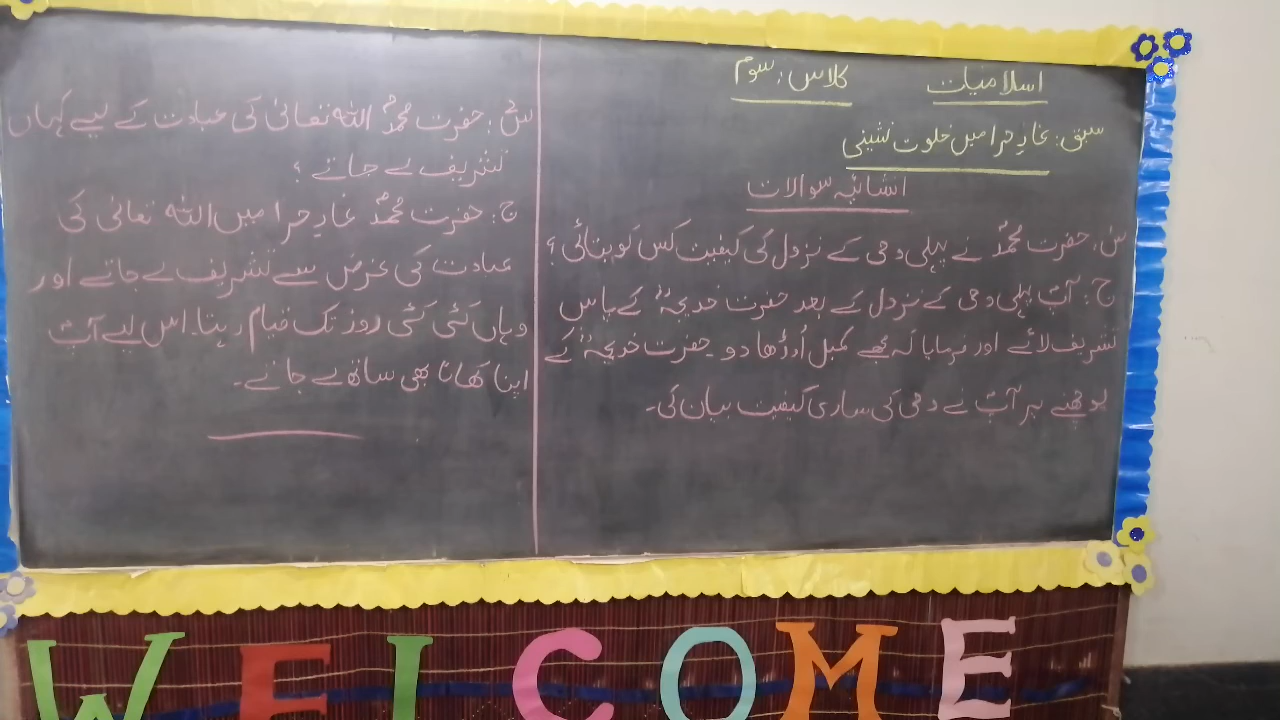 اسلامیات
کلاس: سوم
سبق: غارِ حرا میں خلوت نشینی
انشائیہ سوالات
س: حضرت محمدؐ نے پہلی وحی کے نزول کی کیفیت کس کو بتائی؟
ج: آپؐ پہلی وحی کے نزول کے بعد حضرت خدیجہؓ کے پاس
تشریف لائے اور فرمایا کہ مجھے کمبل اُوڑھا دو۔ حضرت خدیجہؓ کے
پوچھنے پر آپؐ نے وحی کی ساری کیفیت بیان کی۔
س: حضرت محمدؐ اللہ تعالیٰ کی عبادت کے لیے کہاں
تشریف لے جاتے؟
ج: حضرت محمدؐ غارِ حرا میں اللہ تعالیٰ کی
عبادت کی غرض سے تشریف لے جاتے اور
وہاں کئی کئی روز تک قیام رہتا۔ اس لیے آپؐ
اپنا کھانا بھی ساتھ لے جاتے۔
WELCOME